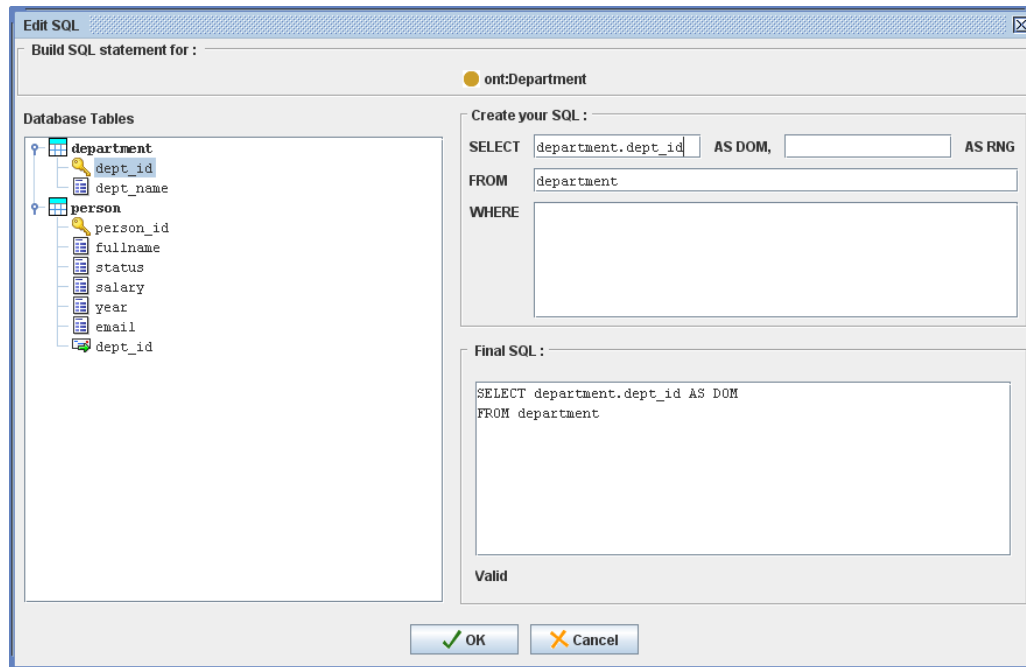 Edit SQL
Build SQL statement for :
ont:Department
Database Tables
department
dept_id
dept_name
person
person_id
fullname
status
salary
year
email
dept_id
Create your SQL :
SELECT department.dept_id AS DOM, AS RNG
FROM department
WHERE
Final SQL :
SELECT department.dept_id AS DOM
FROM department
Valid
OK Cancel